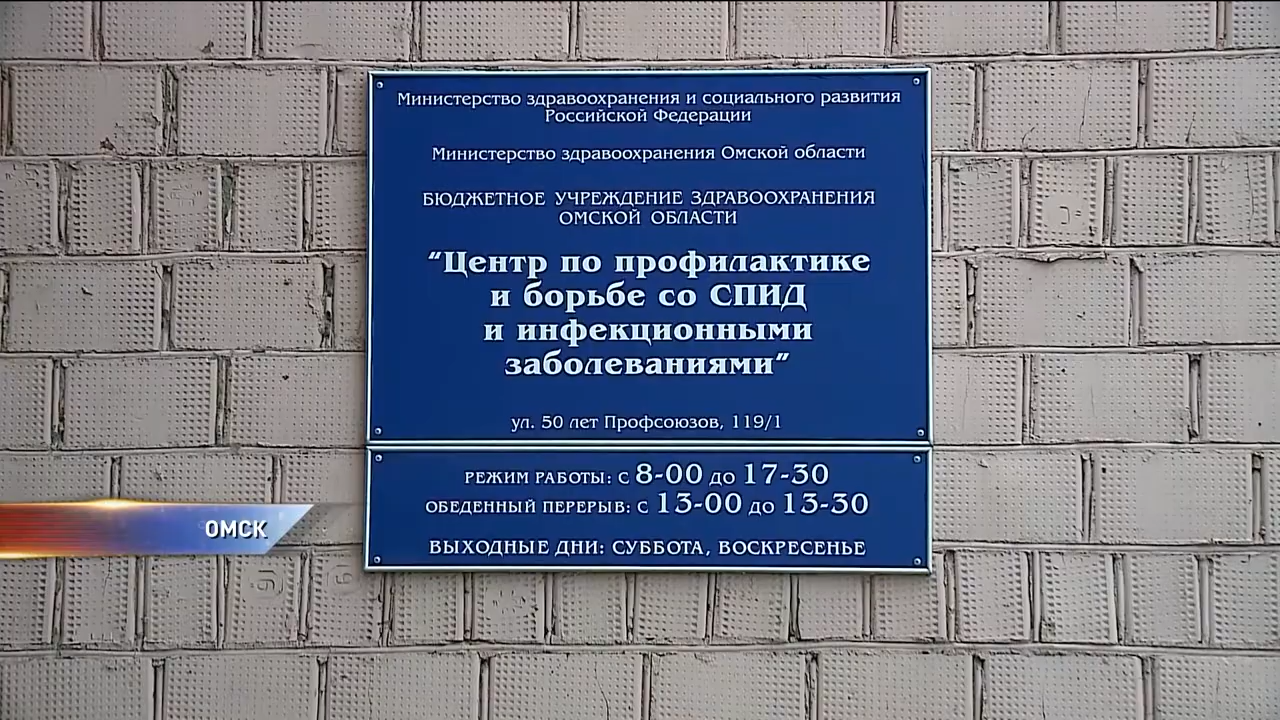 Министерство здравоохранения и социального развития
Российской Федерации
Министерство здравоохранения Омской области
БЮДЖЕТНОЕ УЧРЕЖДЕНИЕ ЗДРАВООХРАНЕНИЯ
ОМСКОЙ ОБЛАСТИ
"Центр по профилактике
и борьбе со СПИД
и инфекционными
заболеваниями"
ул. 50 лет Профсоюзов, 119/1
РЕЖИМ РАБОТЫ: С 8-00 ДО 17-30
ОБЕДЕННЫЙ ПЕРЕРЫВ: С 13-00 ДО 13-30
ВЫХОДНЫЕ ДНИ: СУББОТА, ВОСКРЕСЕНЬЕ
ОМСК